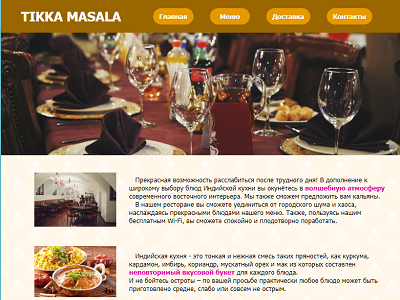 TIKKA MASALA
Главная Меню Доставка Контакты
Прекрасная возможность расслабиться после трудного дня! В дополнение к
широкому выбору блюд Индийской кухни вы окунётесь в волшебную атмосферу
современного восточного интерьера. Мы также сможем предложить вам кальяны.
В нашем ресторане вы сможете уединиться от городского шума и хаоса,
наслаждаясь прекрасными блюдами нашего меню. Также, пользуясь нашим
бесплатным Wi-Fi, вы сможете спокойно и плодотворно поработать.
Индийская кухня - это тонкая и нежная смесь таких пряностей, как куркума,
кардамон, имбирь, кориандр, мускатный орех и мак из которых составлен
неповторимый вкусовой букет для каждого блюда.
И не бойтесь остроты – по вашей просьбе практически любое блюдо может быть
приготовлено средне, слабо или совсем не острым.